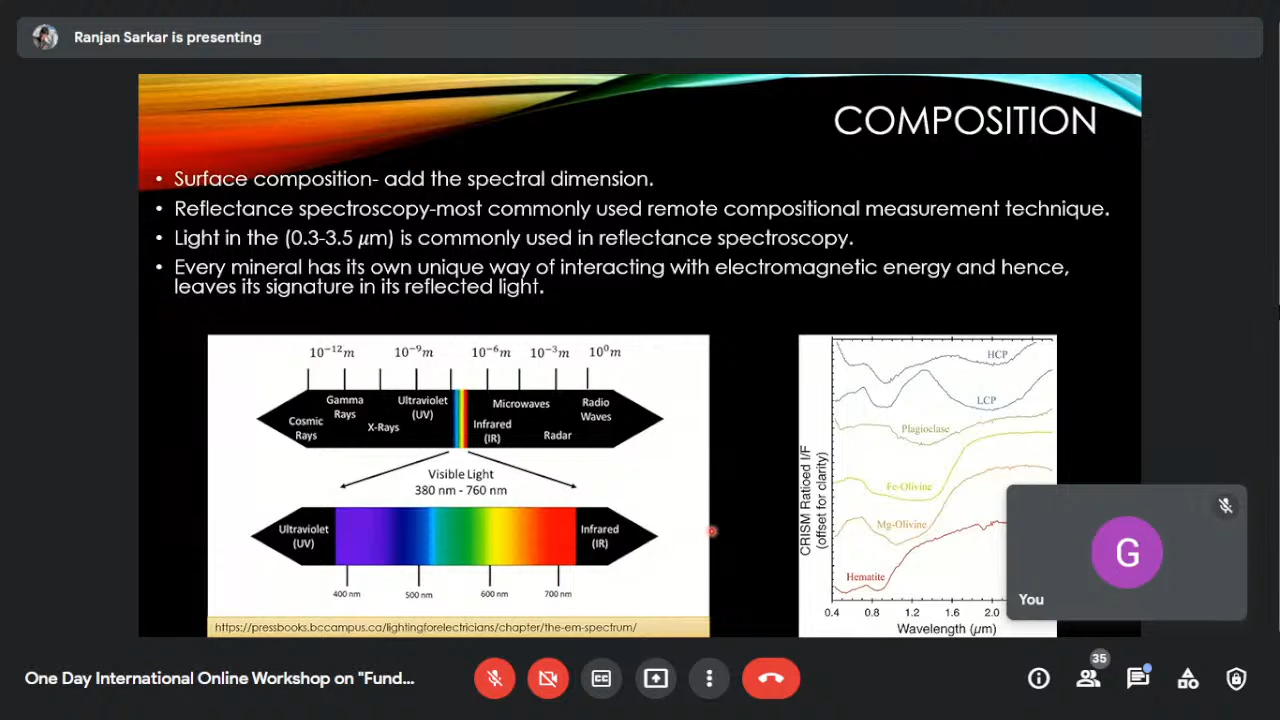 Ranjan Sarkar is presenting
COMPOSITION
• Surface composition- add the spectral dimension.
• Reflectance spectroscopy-most commonly used remote compositional measurement technique.
• Light in the (0.3-3.5 μm) is commonly used in reflectance spectroscopy.
• Every mineral has its own unique way of interacting with electromagnetic energy and hence,
leaves its signature in its reflected light.
10⁻¹²m 10⁻⁹m 10⁻⁶m 10⁻³m 10⁰m
Cosmic
Rays
Gamma
Rays
X-Rays
Ultraviolet
(UV)
Infrared
(IR)
Microwaves
Radar
Radio
Waves
Visible Light
380 nm - 760 nm
Ultraviolet
(UV)
Infrared
(IR)
400 nm 500 nm 600 nm 700 nm
https://pressbooks.bccampus.ca/lightingforelectricians/chapter/the-em-spectrum/
CRISM Ratioed I/F
(offset for clarity)
HCP
LCP
Plagioclase
Fe-Olivine
Mg-Olivine
Hematite
0.4 0.8 1.2 1.6 2.0
Wavelength (μm)
G
You
One Day International Online Workshop on "Fund...
CC
35